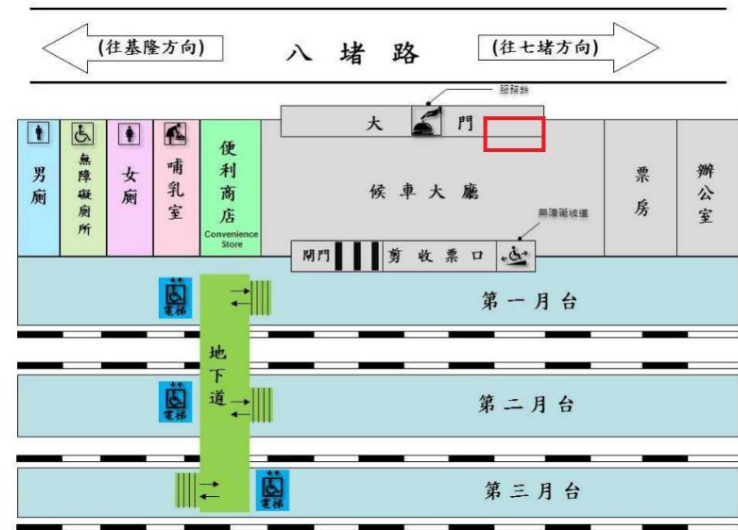 (往基隆方向)
八堵路
(往七堵方向)
服務鈴
大門
男廁
無障礙廁所
女廁
哺乳室
便利商店
Convenience
Store
候車大廳
票房
辦公室
無障礙坡道
閘門
剪收票口
電梯
第一月台
地下道
電梯
第二月台
電梯
第三月台